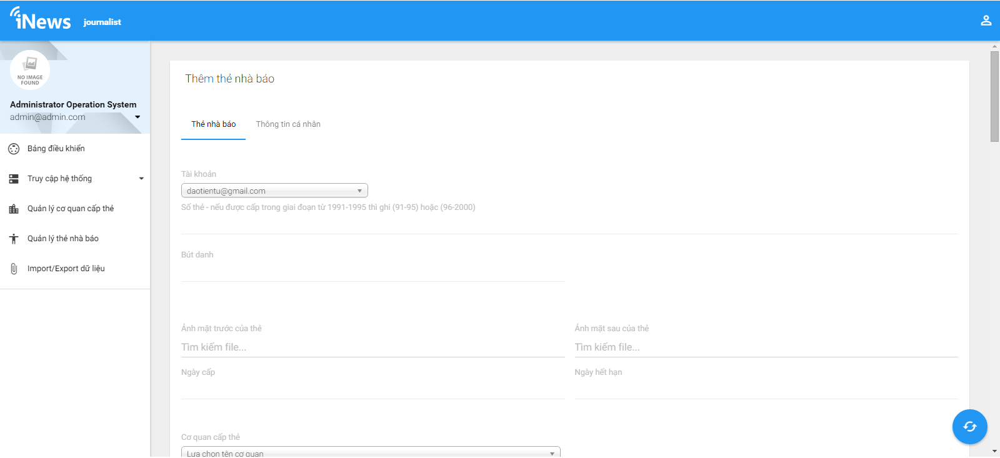 iNews journalist
NO IMAGE
FOUND
Administrator Operation System
admin@admin.com
Bảng điều khiển
Truy cập hệ thống
Quản lý cơ quan cấp thẻ
Quản lý thẻ nhà báo
Import/Export dữ liệu
Thêm thẻ nhà báo
Thẻ nhà báo Thông tin cá nhân
Tài khoản
daotientu@gmail.com
Số thẻ - nếu được cấp trong giai đoạn từ 1991-1995 thì ghi (91-95) hoặc (96-2000)
Bút danh
Ảnh mặt trước của thẻ Ảnh mặt sau của thẻ
Tìm kiếm file... Tìm kiếm file...
Ngày cấp Ngày hết hạn
Cơ quan cấp thẻ
Lựa chọn tên cơ quan